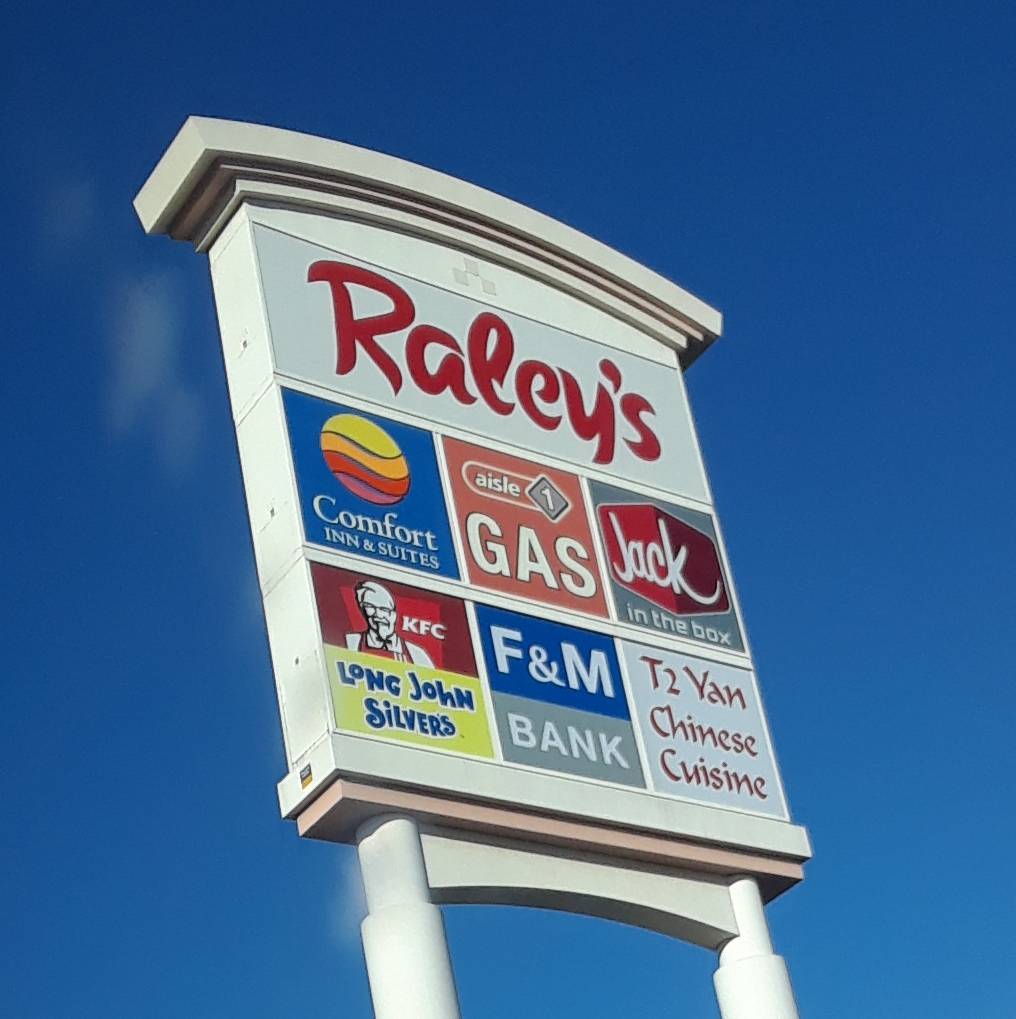 Raley's
Comfort
INN & SUITES
aisle 1
GAS
Jack
in the box
KFC
LONG JOHN
SILVER'S
F&M
BANK
T2 Yan
Chinese
Cuisine